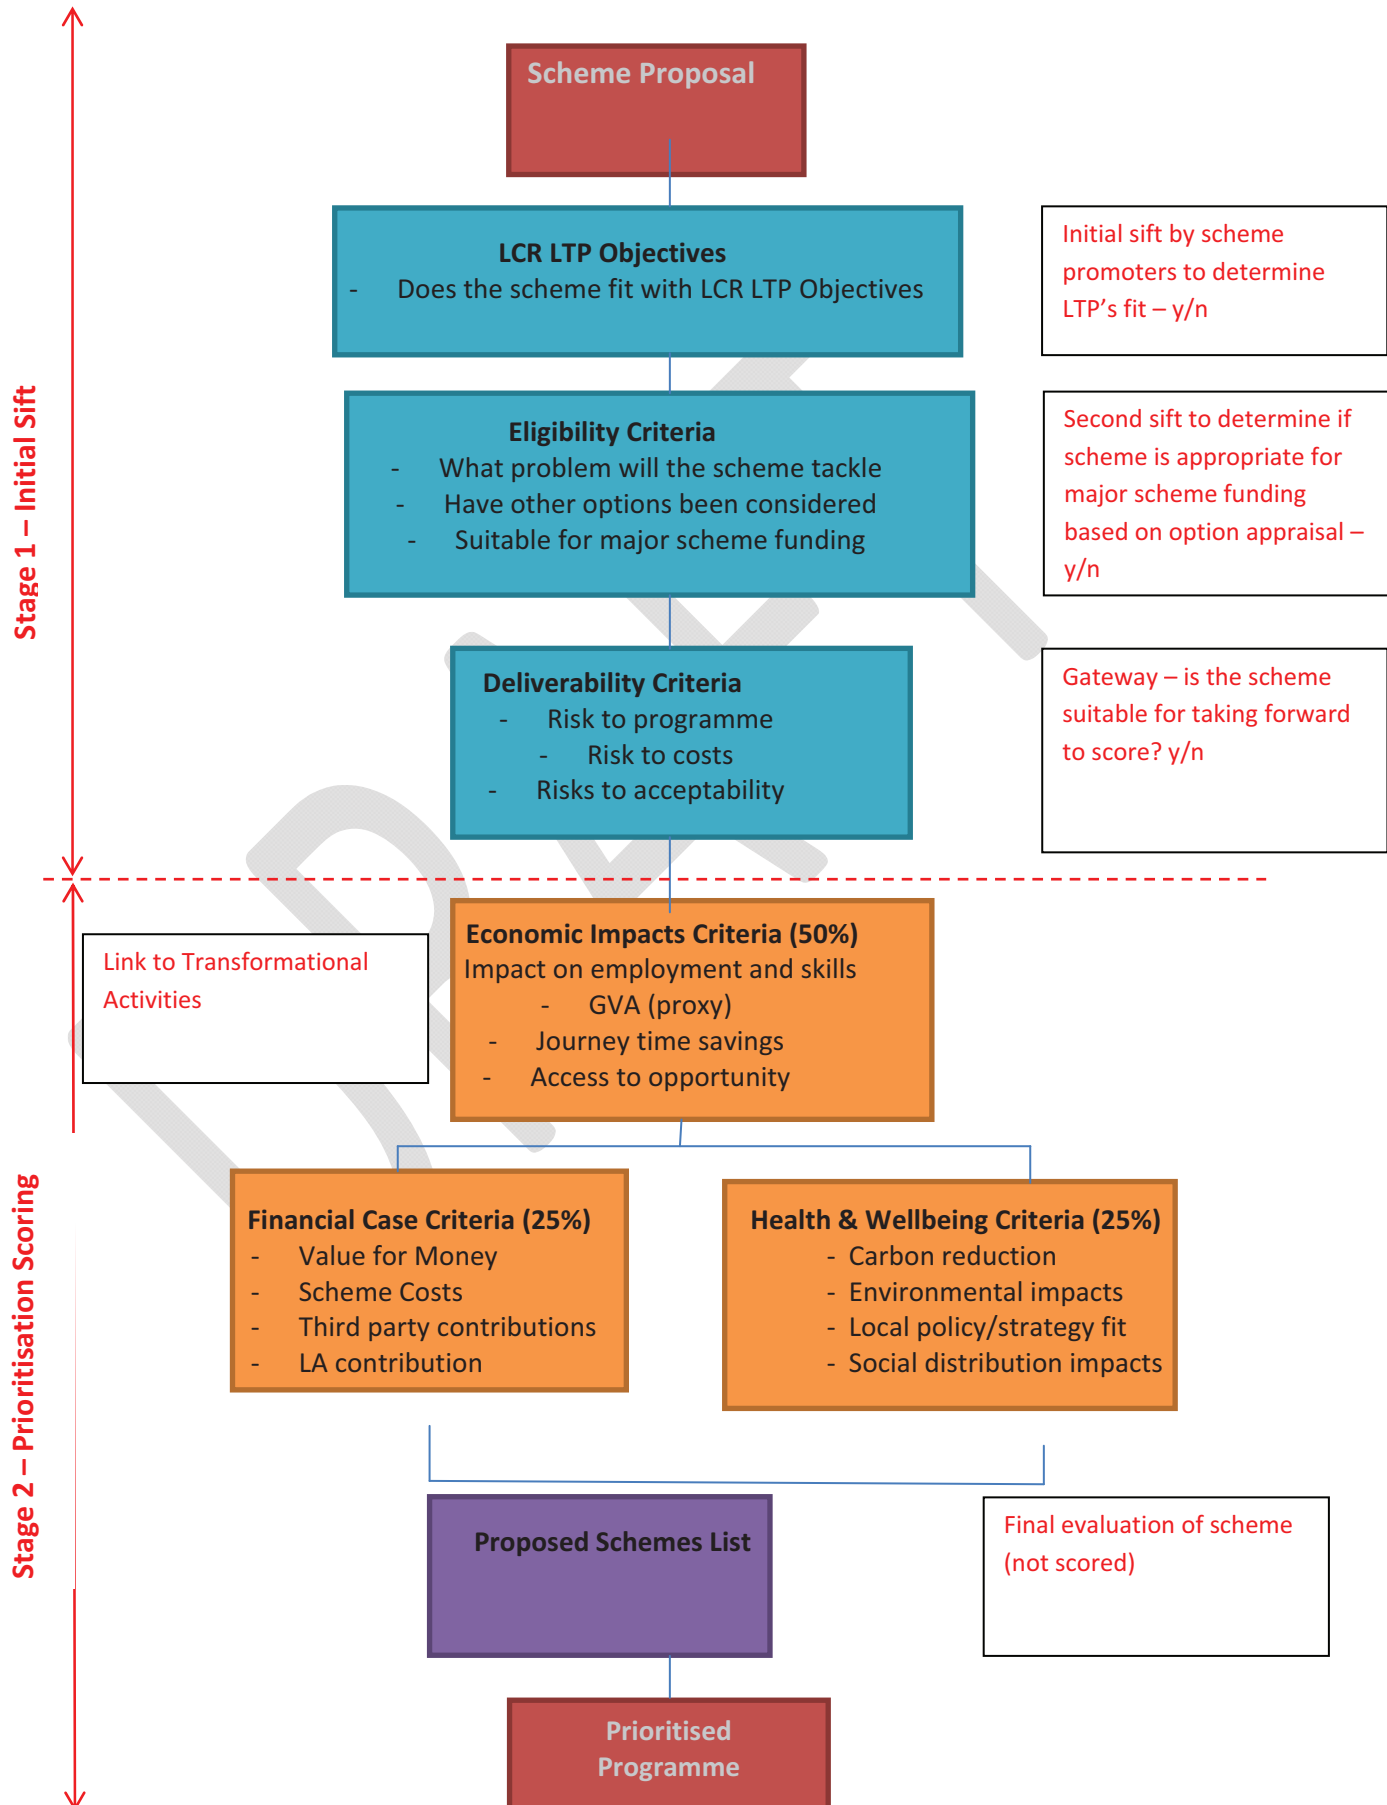 Scheme Proposal
LCR LTP Objectives
- Does the scheme fit with LCR LTP Objectives
Initial sift by scheme
promoters to determine
LTP’s fit – y/n
Stage 1 – Initial Sift
Eligibility Criteria
- What problem will the scheme tackle
- Have other options been considered
- Suitable for major scheme funding
Second sift to determine if
scheme is appropriate for
major scheme funding
based on option appraisal –
y/n
Deliverability Criteria
- Risk to programme
- Risk to costs
- Risks to acceptability
Gateway – is the scheme
suitable for taking forward
to score? y/n
Link to Transformational
Activities
Economic Impacts Criteria (50%)
Impact on employment and skills
- GVA (proxy)
- Journey time savings
- Access to opportunity
Stage 2 – Prioritisation Scoring
Financial Case Criteria (25%)
- Value for Money
- Scheme Costs
- Third party contributions
- LA contribution
Health & Wellbeing Criteria (25%)
- Carbon reduction
- Environmental impacts
- Local policy/strategy fit
- Social distribution impacts
Proposed Schemes List
Final evaluation of scheme
(not scored)
Prioritised
Programme
DRAFT